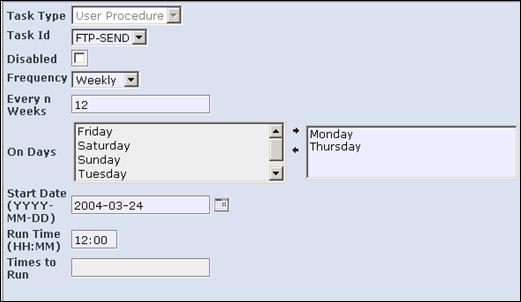 Task Type User Procedure
Task Id FTP-SEND
Disabled
Frequency Weekly
Every n
Weeks 12
On Days
Friday
Saturday
Sunday
Tuesday
Monday
Thursday
Start Date
(YYYY-
MM-DD) 2004-03-24
Run Time
(HH:MM) 12:00
Times to
Run